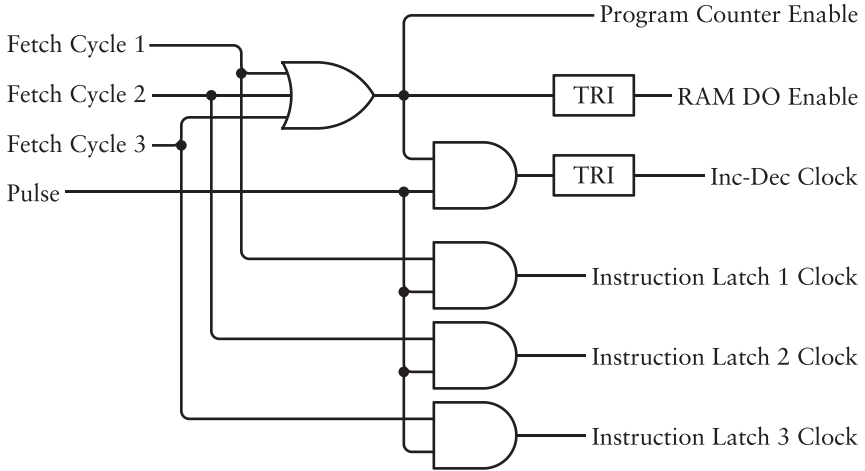 Program Counter Enable
Fetch Cycle 1
Fetch Cycle 2
TRI
RAM DO Enable
Fetch Cycle 3
TRI
Inc-Dec Clock
Pulse
Instruction Latch 1 Clock
Instruction Latch 2 Clock
Instruction Latch 3 Clock